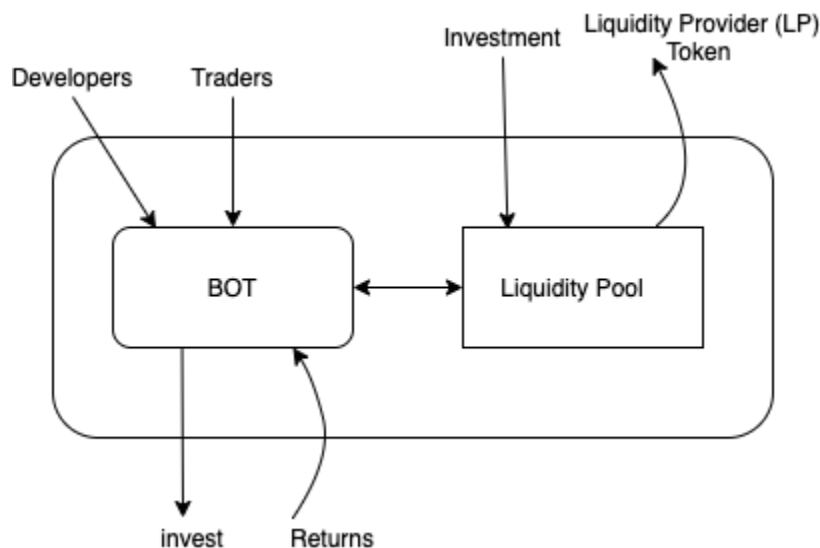 Liquidity Provider (LP)
Token
Investment
Developers
Traders
BOT
Liquidity Pool
invest
Returns